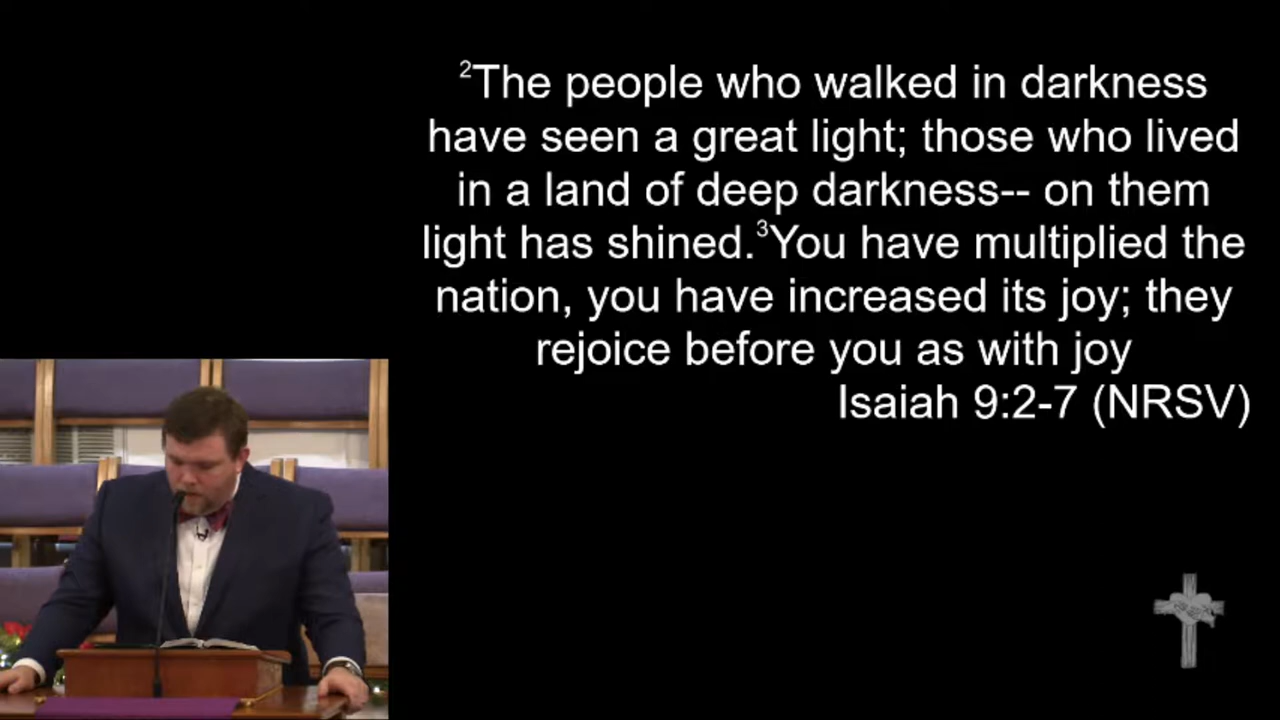 ²The people who walked in darkness
have seen a great light; those who lived
in a land of deep darkness-- on them
light has shined.³You have multiplied the
nation, you have increased its joy; they
rejoice before you as with joy
Isaiah 9:2-7 (NRSV)